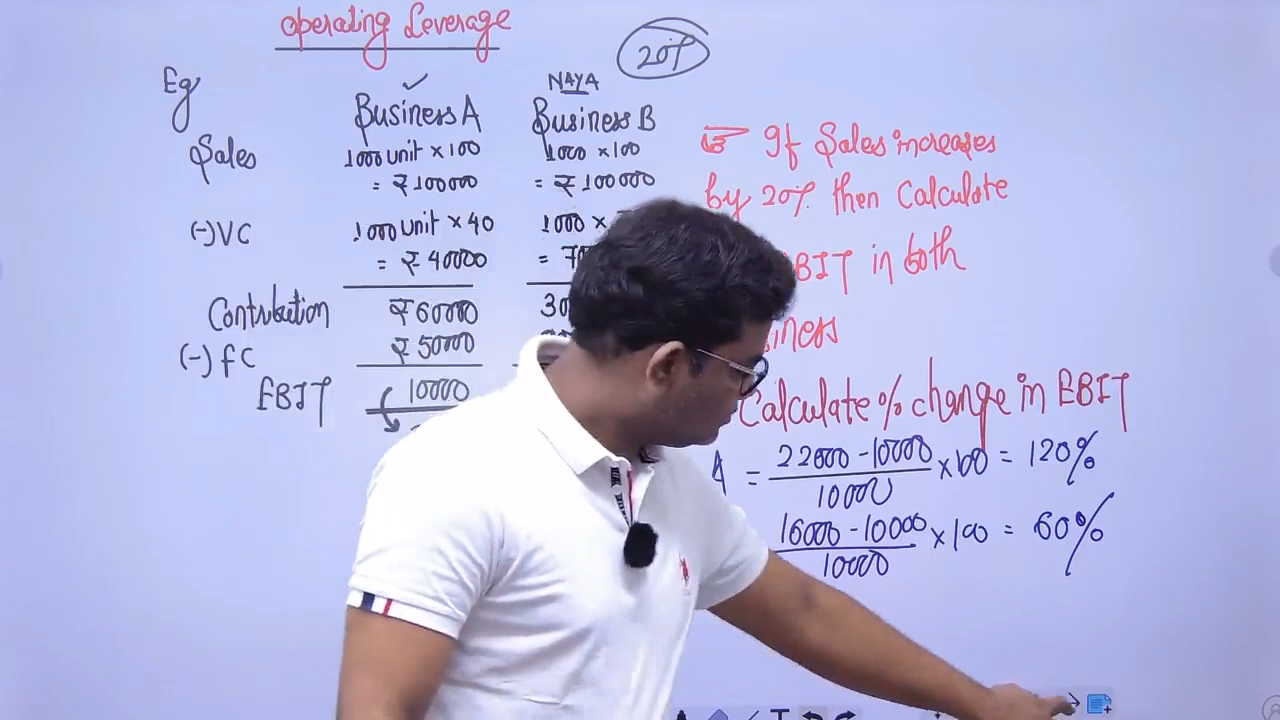 Operating Leverage
20%
Eg
NAYA
Business A Business B
Sales 1000 unit × 100 1000 × 100
= ₹100000 = ₹100000
(-) VC 1000 unit × 40 1000 ×
= ₹40000 =
Contribution ₹60000
(-) FC ₹50000
EBIT 10000
If Sales increases
by 20% then Calculate
in both
Calculate % change in EBIT
A = 22000 - 10000 / 10000 × 100 = 120%
16000 - 10000 / 10000 × 100 = 60%